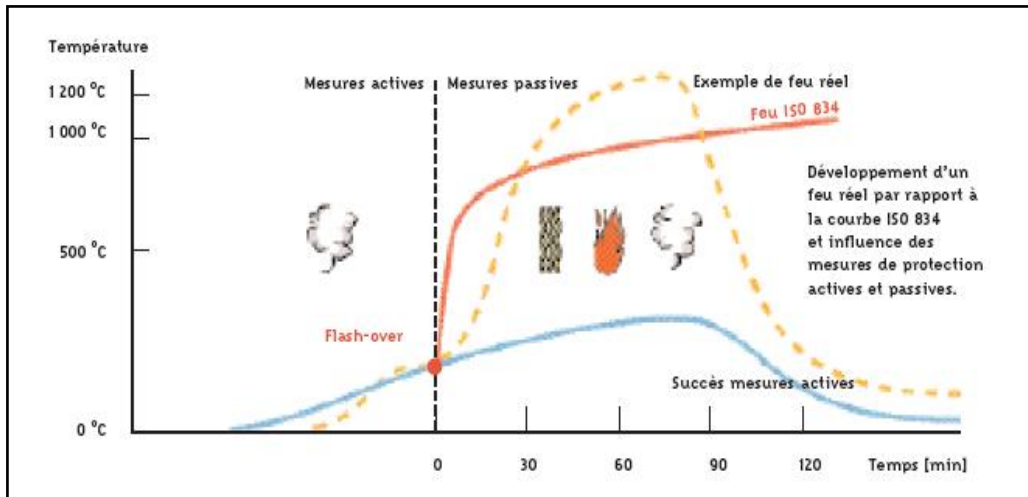 Température
Mesures actives
Mesures passives
Exemple de feu réel
1 200 °C
Feu ISO 834
1 000 °C
Développement d'un
feu réel par rapport à
la courbe ISO 834
et influence des
mesures de protection
actives et passives.
500 °C
Flash-over
Succès mesures actives
0 °C
0 30 60 90 120 Temps [min]